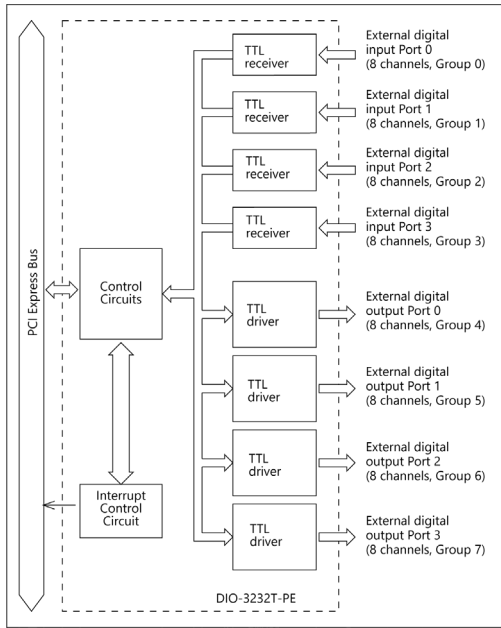 TTL
receiver
External digital
input Port 0
(8 channels, Group 0)
TTL
receiver
External digital
input Port 1
(8 channels, Group 1)
TTL
receiver
External digital
input Port 2
(8 channels, Group 2)
TTL
receiver
External digital
input Port 3
(8 channels, Group 3)
PCI Express Bus
Control
Circuits
TTL
driver
External digital
output Port 0
(8 channels, Group 4)
TTL
driver
External digital
output Port 1
(8 channels, Group 5)
TTL
driver
External digital
output Port 2
(8 channels, Group 6)
Interrupt
Control
Circuit
TTL
driver
External digital
output Port 3
(8 channels, Group 7)
DIO-3232T-PE